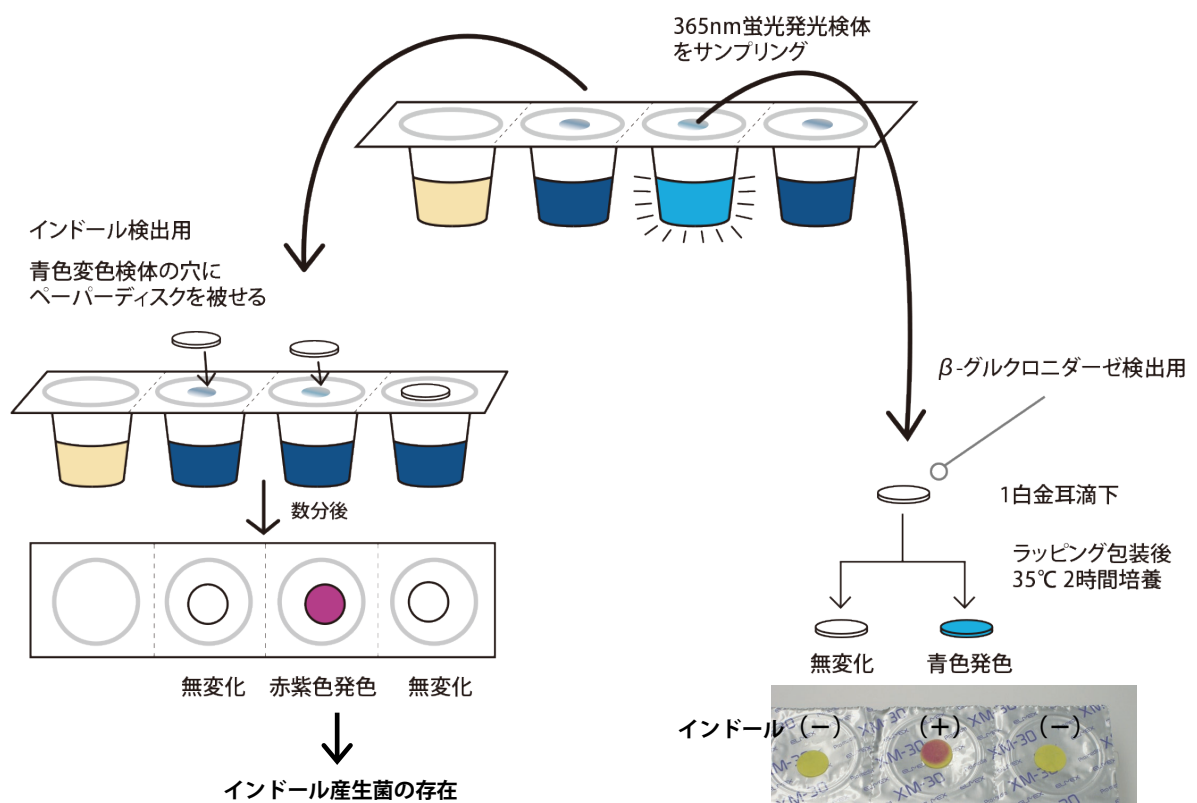 365nm蛍光発光検体
をサンプリング
インドール検出用
青色変色検体の穴に
ペーパーディスクを被せる
β-グルクロニダーゼ検出用
1白金耳滴下
数分後
ラッピング包装後
35℃ 2時間培養
無変化
青色発色
無変化
赤紫色発色
無変化
インドール産生菌の存在
インドール
(−)
(+)
(−)
XM-30
XM-30
XM-30
XM-30